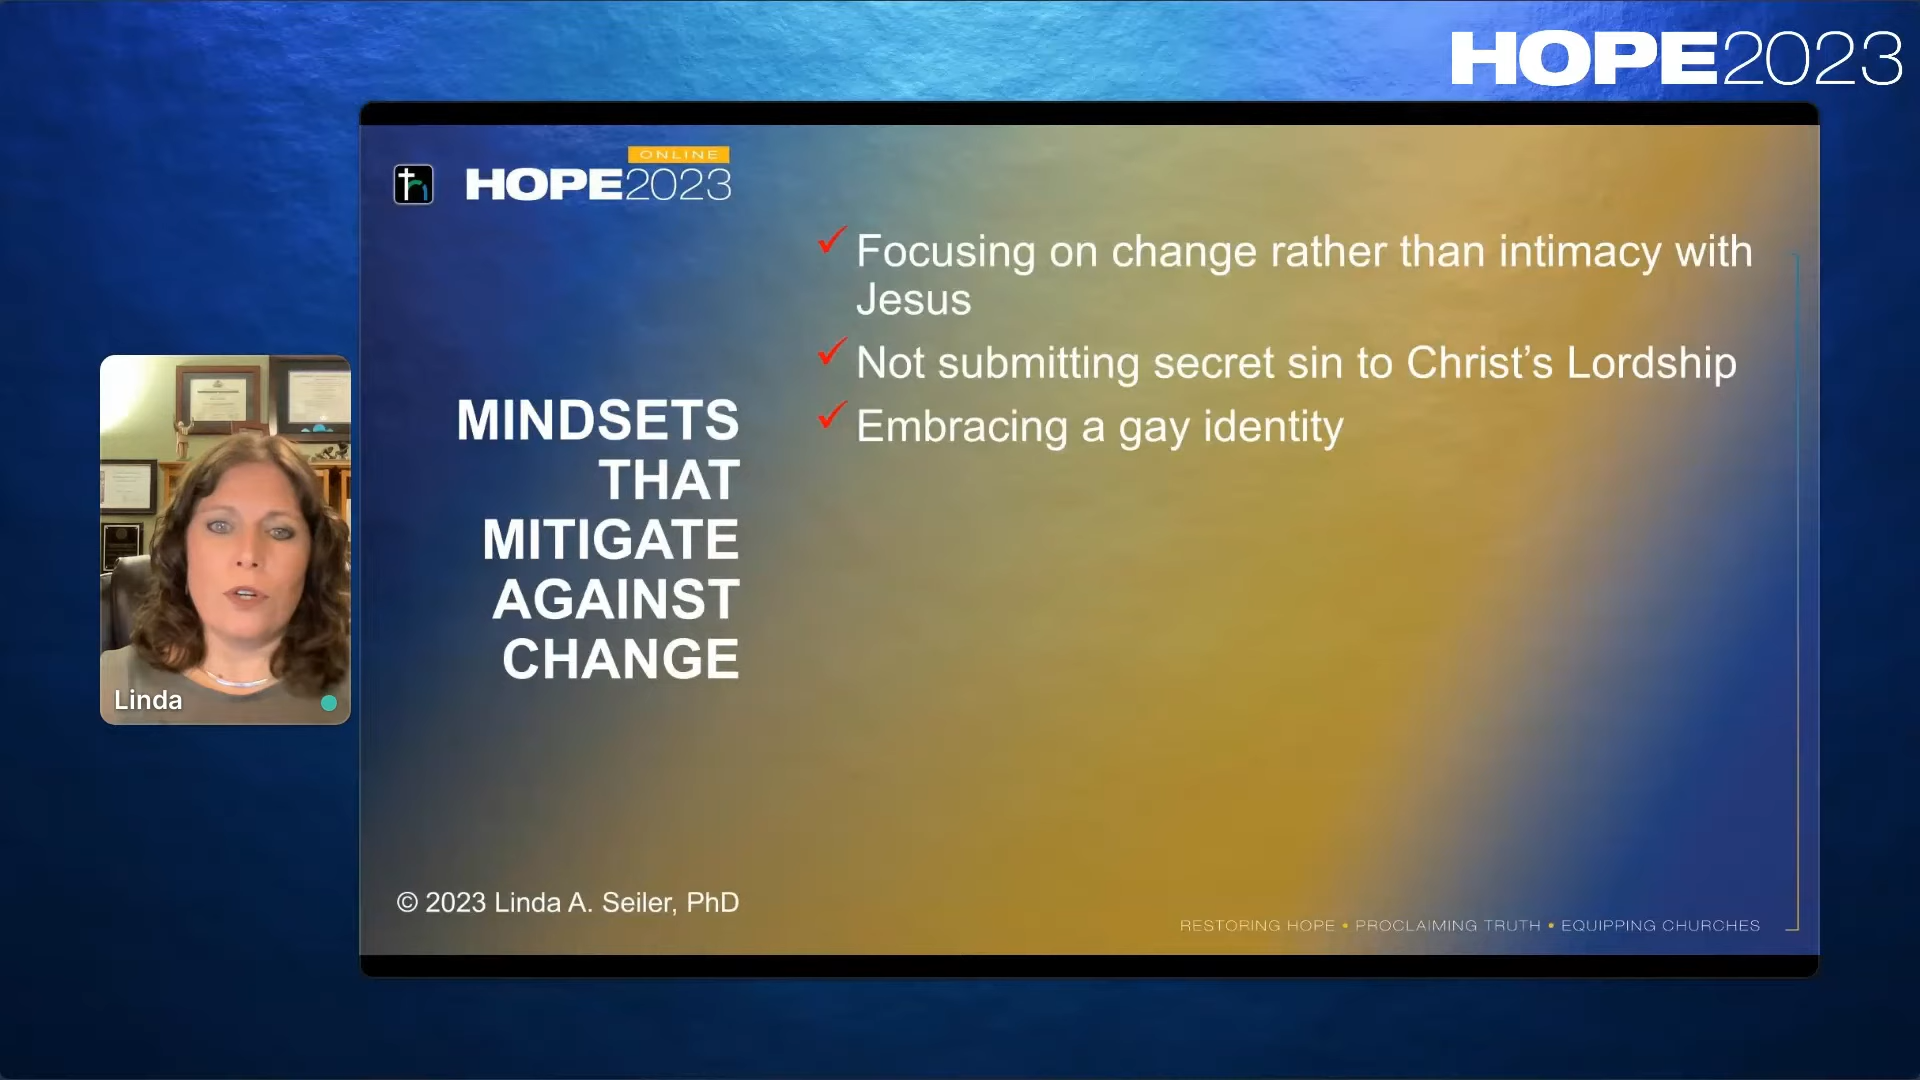 HOPE2023
ONLINE
HOPE2023
MINDSETS
THAT
MITIGATE
AGAINST
CHANGE
✓ Focusing on change rather than intimacy with
Jesus
✓ Not submitting secret sin to Christ’s Lordship
✓ Embracing a gay identity
Linda
© 2023 Linda A. Seiler, PhD
RESTORING HOPE • PROCLAIMING TRUTH • EQUIPPING CHURCHES